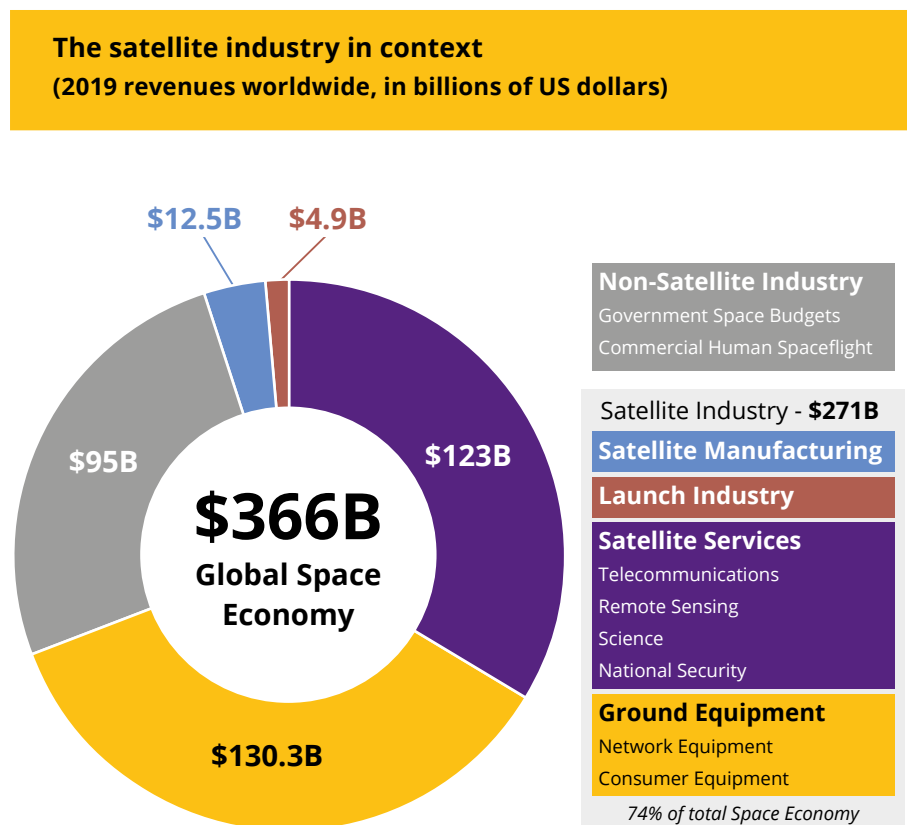 The satellite industry in context
(2019 revenues worldwide, in billions of US dollars)
$12.5B
$4.9B
$95B
$123B
$130.3B
$366B
Global Space
Economy
Non-Satellite Industry
Government Space Budgets
Commercial Human Spaceflight
Satellite Industry - $271B
Satellite Manufacturing
Launch Industry
Satellite Services
Telecommunications
Remote Sensing
Science
National Security
Ground Equipment
Network Equipment
Consumer Equipment
74% of total Space Economy